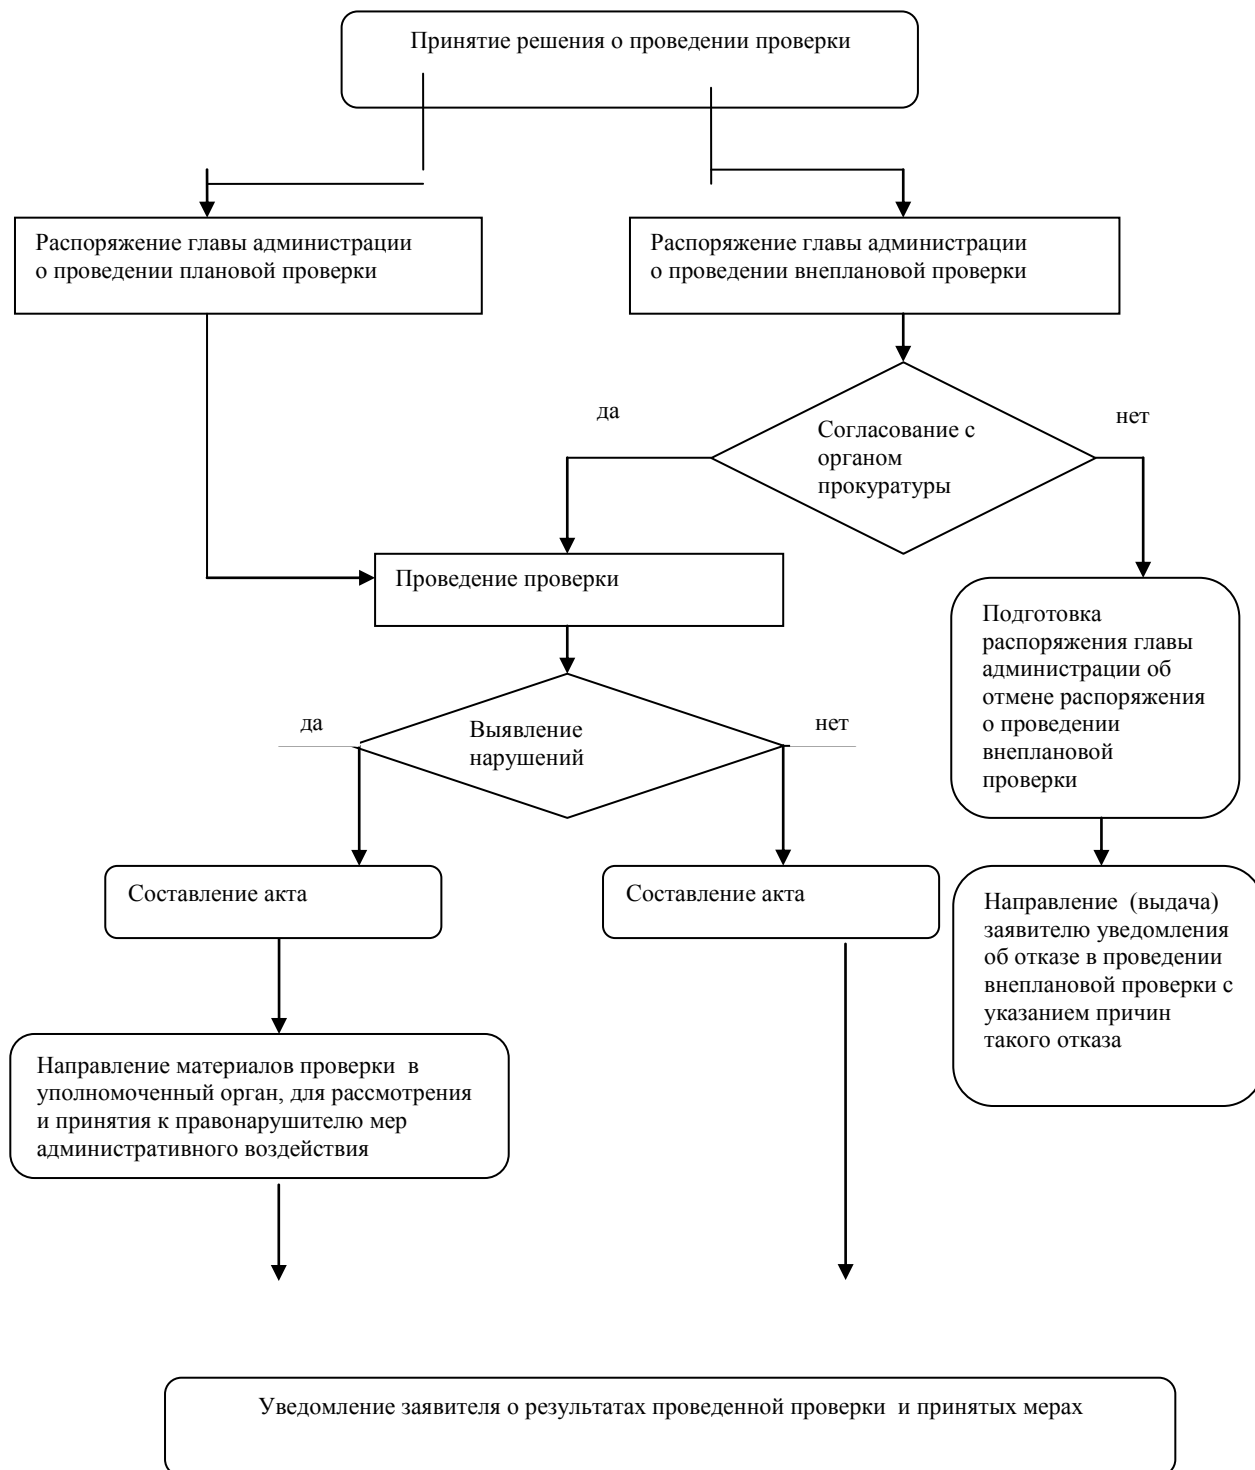 Принятие решения о проведении проверки
Распоряжение главы администрации
о проведении плановой проверки
Распоряжение главы администрации
о проведении внеплановой проверки
да
нет
Согласование с
органом
прокуратуры
Проведение проверки
Подготовка
распоряжения главы
администрации об
отмене распоряжения
о проведении
внеплановой
проверки
да
Выявление
нарушений
нет
Составление акта
Составление акта
Направление (выдача)
заявителю уведомления
об отказе в проведении
внеплановой проверки с
указанием причин
такого отказа
Направление материалов проверки в
уполномоченный орган, для рассмотрения
и принятия к правонарушителю мер
административного воздействия
Уведомление заявителя о результатах проведенной проверки и принятых мерах